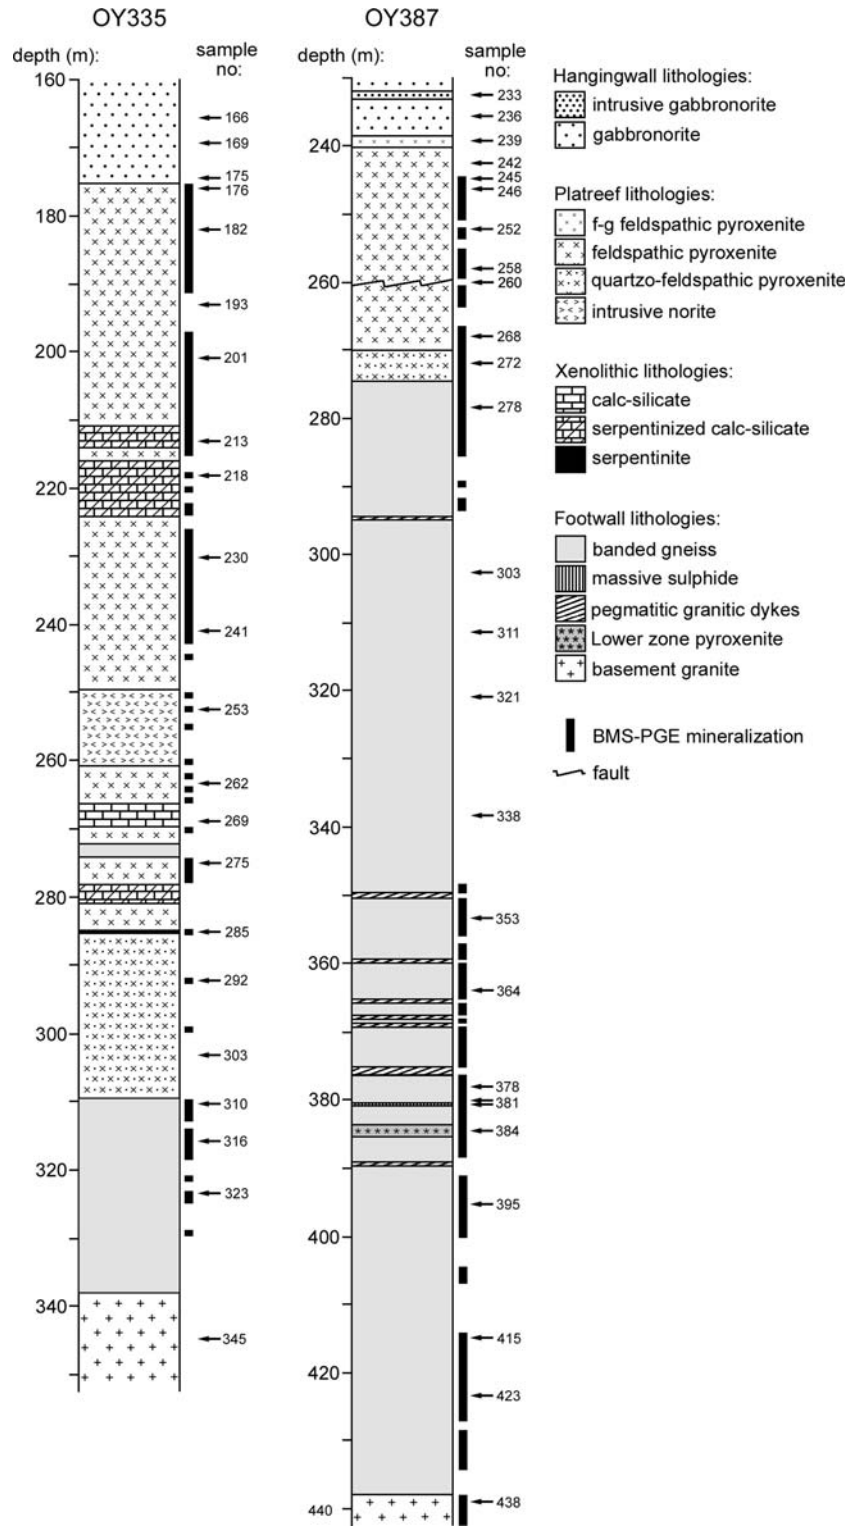 OY335
depth (m):
sample
no:
160
166
169
175
176
180
182
193
200
201
213
218
220
230
240
241
253
260
262
269
275
280
285
292
300
303
310
316
320
323
340
345
OY387
depth (m):
sample
no:
233
236
239
240
242
245
246
252
258
260
260
268
272
278
280
300
303
311
320
321
338
340
353
360
364
378
380
381
384
395
400
415
420
423
438
440
Hangingwall lithologies:
intrusive gabbronorite
gabbronorite
Platreef lithologies:
f-g feldspathic pyroxenite
feldspathic pyroxenite
quartzo-feldspathic pyroxenite
intrusive norite
Xenolithic lithologies:
calc-silicate
serpentinized calc-silicate
serpentinite
Footwall lithologies:
banded gneiss
massive sulphide
pegmatitic granitic dykes
Lower zone pyroxenite
basement granite
BMS-PGE mineralization
fault